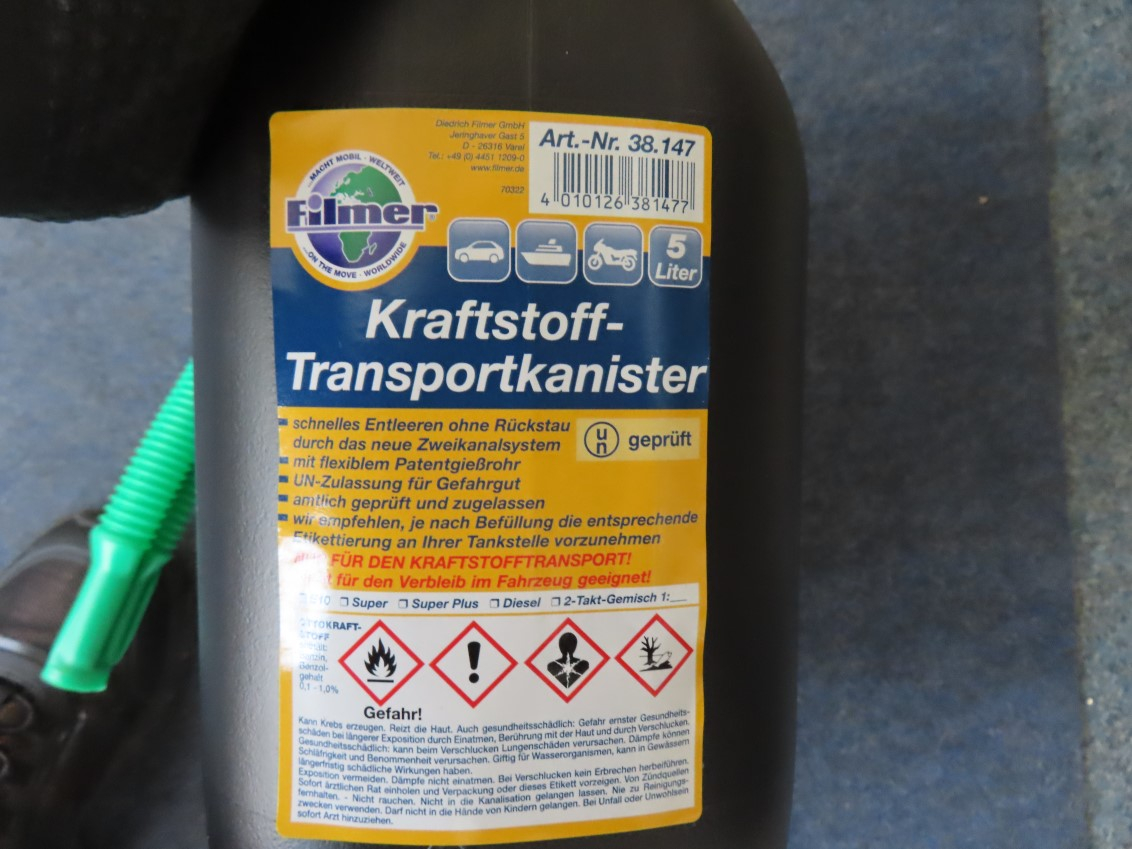 Diedrich Filmer GmbH
Jeringhaver Gast 5
D - 26316 Varel
Tel.: +49 (0) 4451 1209-0
www.filmer.de
70322
Art.-Nr. 38.147
4 010126 381477
...MACHT MOBIL · WELTWEIT
Filmer®
...ON THE MOVE · WORLDWIDE
5
Liter
Kraftstoff-
Transportkanister
schnelles Entleeren ohne Rückstau
durch das neue Zweikanalsystem
mit flexiblem Patentgießrohr
UN-Zulassung für Gefahrgut
amtlich geprüft und zugelassen
wir empfehlen, je nach Befüllung die entsprechende
Etikettierung an Ihrer Tankstelle vorzunehmen
un geprüft
FÜR DEN KRAFTSTOFFTRANSPORT!
für den Verbleib im Fahrzeug geeignet!
Super Super Plus Diesel 2-Takt-Gemisch 1:___
OTTOKRAFT-
STOFF
Benzin,
Benzol-
gehalt
0,1 - 1,0%
Gefahr!
Kann Krebs erzeugen. Reizt die Haut. Auch gesundheitsschädlich: Gefahr ernster Gesundheits-
schäden bei längerer Exposition durch Einatmen, Berührung mit der Haut und durch Verschlucken.
Gesundheitsschädlich: kann beim Verschlucken Lungenschäden verursachen. Dämpfe können
Schläfrigkeit und Benommenheit verursachen. Giftig für Wasserorganismen, kann in Gewässern
längerfristig schädliche Wirkungen haben.
Exposition vermeiden. Dämpfe nicht einatmen. Bei Verschlucken kein Erbrechen herbeiführen.
Sofort ärztlichen Rat einholen und Verpackung oder dieses Etikett vorzeigen. Von Zündquellen
fernhalten. - Nicht rauchen. Nicht in die Kanalisation gelangen lassen. Nie zu Reinigungs-
zwecken verwenden. Darf nicht in die Hände von Kindern gelangen. Bei Unfall oder Unwohlsein
sofort Arzt hinzuziehen.